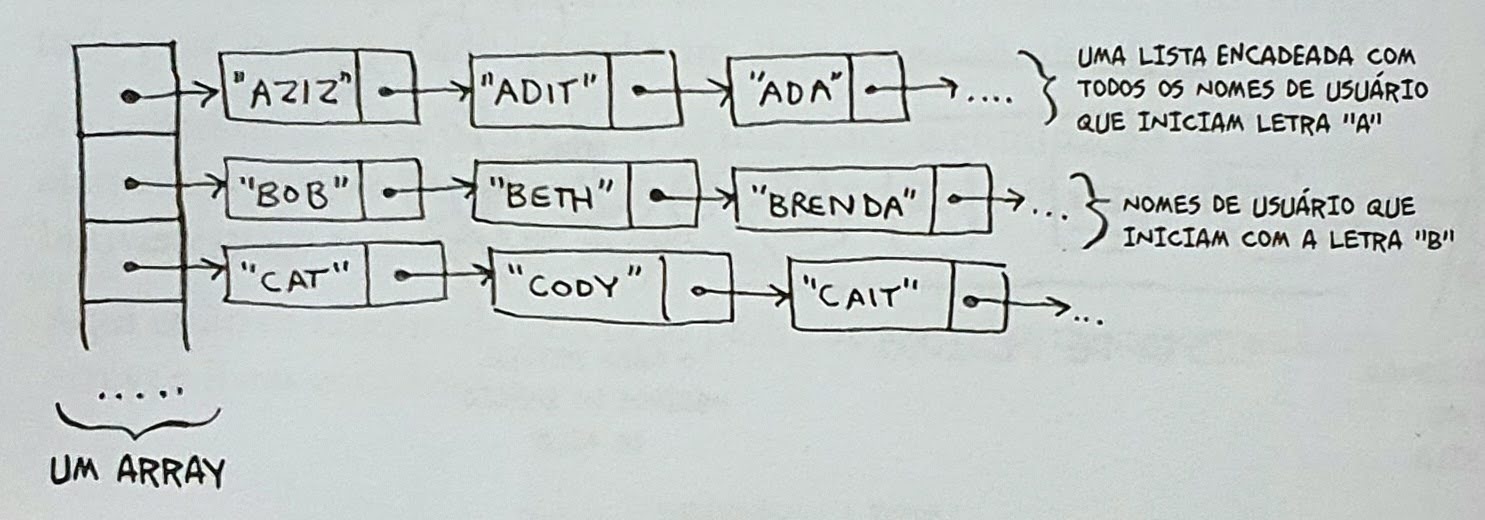 "AZIZ" "ADIT" "ADA" ....
UMA LISTA ENCADEADA COM
TODOS OS NOMES DE USUÁRIO
QUE INICIAM LETRA "A"
"BOB" "BETH" "BRENDA" ...
NOMES DE USUÁRIO QUE
INICIAM COM A LETRA "B"
"CAT" "CODY" "CAIT" ...
.....
UM ARRAY